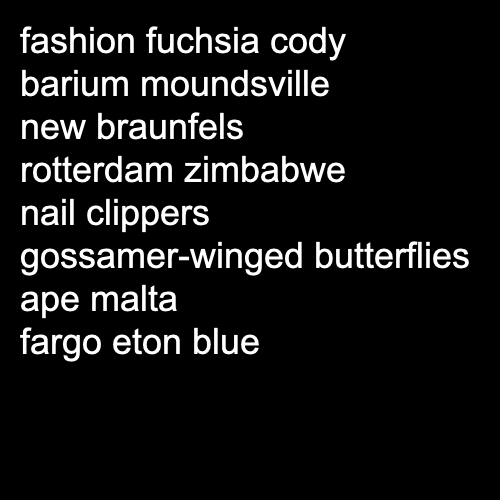 fashion fuchsia cody
barium moundsville
new braunfels
rotterdam zimbabwe
nail clippers
gossamer-winged butterflies
ape malta
fargo eton blue